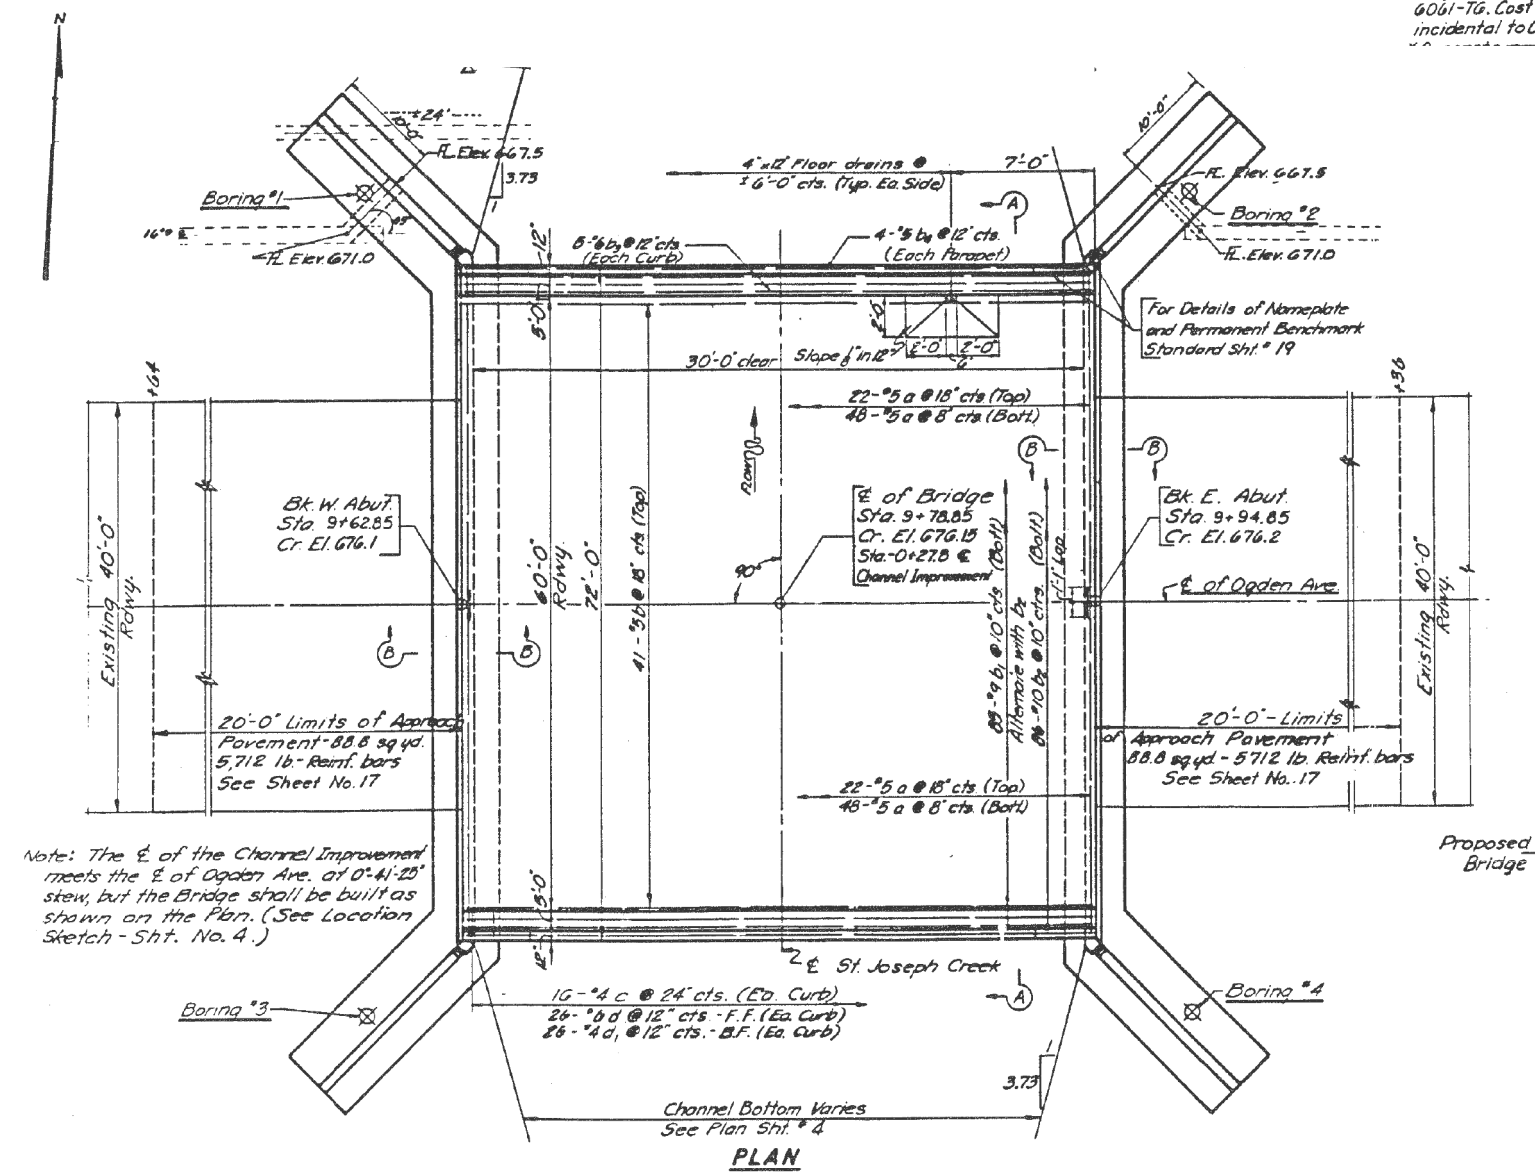 N
6061-T6. Cost
incidental to
±24'
10'-0"
10'-0"
FL. Elev. 667.5
3.73
1
Boring #1
45°
16"⌀
FL. Elev. 671.0
4"x12" Floor drains @
± 6'-0" cts. (Typ. Ea. Side)
7'-0"
A
FL. Elev. 667.5
Boring #2
FL. Elev. 671.0
12"
5-#6 b3 @ 12" cts.
(Each Curb)
4-#5 b4 @ 12" cts.
(Each Parapet)
5'-0"
2'-0"
2'-0"
2'-0"
6"
For Details of Nameplate
and Permanent Benchmark
Standard Sht. # 19
30'-0" clear
Slope 1/8" in 12"
+64
+36
22-#5 a @ 18" cts. (Top)
48-#5 a @ 8" cts. (Bott.)
Flow
B
B
Bk. W. Abut.
Sta. 9+62.85
Cr. El. 676.1
℄ of Bridge
Sta. 9+78.85
Cr. El. 676.15
Sta.-0+27.8 ℄
Channel Improvement
Bk. E. Abut.
Sta. 9+94.85
Cr. El. 676.2
Existing 40'-0"
Rdwy.
60'-0"
Rdwy.
72'-0"
41-#5 b @ 18" cts. (Top)
90°
89-#9 b1 @ 10" cts. (Bott.)
Alternate with b2
86-#10 b2 @ 10" ctrs. (Bott.)
1'-1" Lap
℄ of Ogden Ave.
Existing 40'-0"
Rdwy.
B
B
20'-0" Limits of Approach
Pavement-88.8 sq.yd.
5,712 lb.-Reinf. bars
See Sheet No. 17
20'-0"-Limits
of Approach Pavement
88.8 sq.yd.-5712 lb. Reinf. bars
See Sheet No. 17
22-#5 a @ 18" cts. (Top)
48-#5 a @ 8" cts. (Bott.)
Note: The ℄ of the Channel Improvement
meets the ℄ of Ogden Ave. at 0°-41'-25"
skew, but the Bridge shall be built as
shown on the Plan. (See Location
Sketch-Sht. No. 4.)
Proposed
Bridge
5'-0"
12"
℄ St. Joseph Creek
A
16-#4 c @ 24" cts. (Ea. Curb)
26-#6 d @ 12" cts.-F.F. (Ea. Curb)
26-#4 d1 @ 12" cts.-B.F. (Ea. Curb)
Boring #3
Boring #4
1
3.73
Channel Bottom Varies
See Plan Sht. #4
PLAN